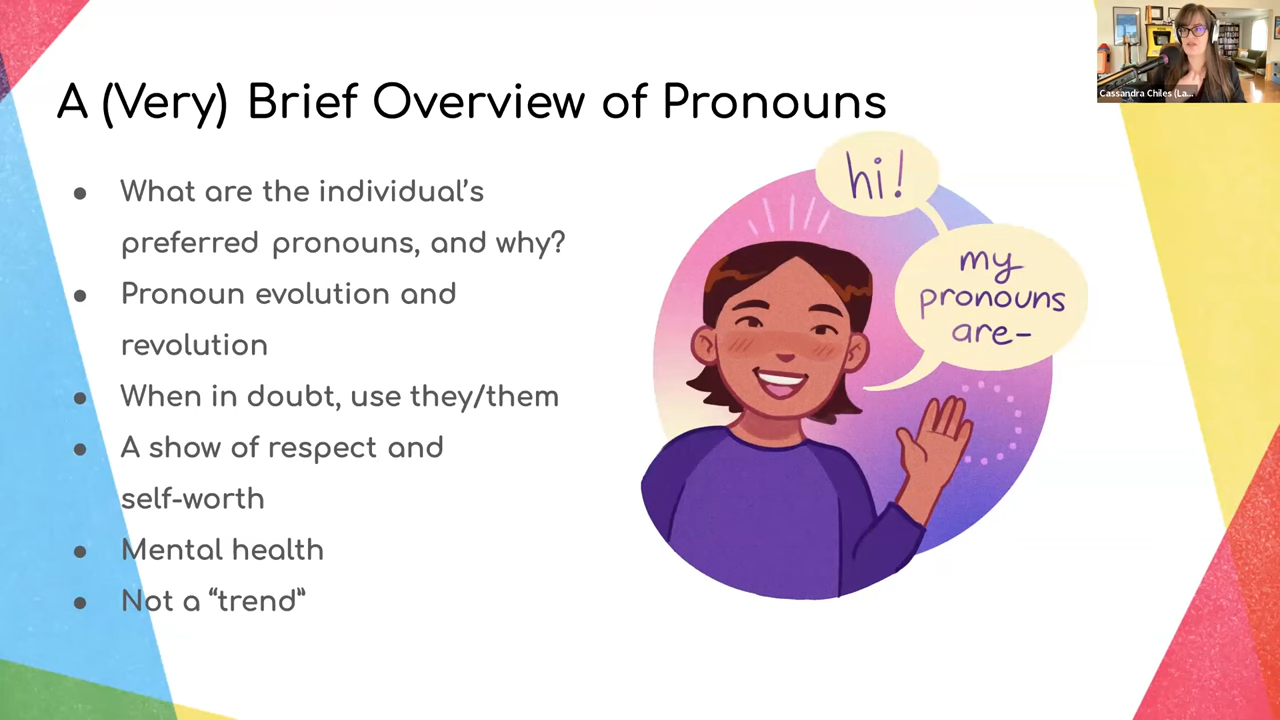 A (Very) Brief Overview of Pronouns
● What are the individual's
preferred pronouns, and why?
● Pronoun evolution and
revolution
● When in doubt, use they/them
● A show of respect and
self-worth
● Mental health
● Not a “trend”
hi!
my
pronouns
are-
Cassandra Chiles (La...